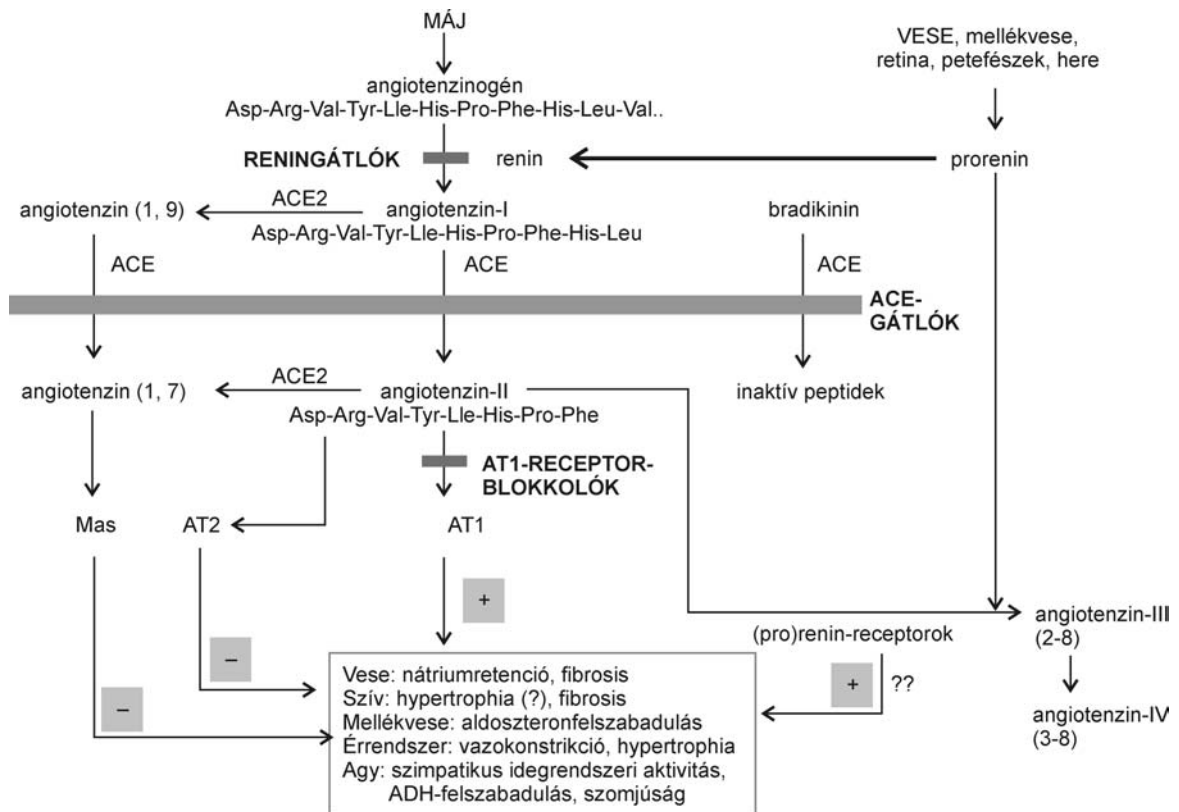 MÁJ
VESE, mellékvese,
retina, petefészek, here
angiotenzinogén
Asp-Arg-Val-Tyr-Lle-His-Pro-Phe-His-Leu-Val..
RENINGÁTLÓK
renin
prorenin
angiotenzin (1, 9)
ACE2
angiotenzin-I
bradikinin
Asp-Arg-Val-Tyr-Lle-His-Pro-Phe-His-Leu
ACE
ACE
ACE
ACE-
GÁTLÓK
angiotenzin (1, 7)
ACE2
angiotenzin-II
inaktív peptidek
Asp-Arg-Val-Tyr-Lle-His-Pro-Phe
AT1-RECEPTOR-
BLOKKOLÓK
Mas
AT2
AT1
+
angiotenzin-III
(2-8)
(pro)renin-receptorok
–
–
+
??
angiotenzin-IV
(3-8)
Vese: nátriumretenció, fibrosis
Szív: hypertrophia (?), fibrosis
Mellékvese: aldoszteronfelszabadulás
Érrendszer: vazokonstrikció, hypertrophia
Agy: szimpatikus idegrendszeri aktivitás,
ADH-felszabadulás, szomjúság